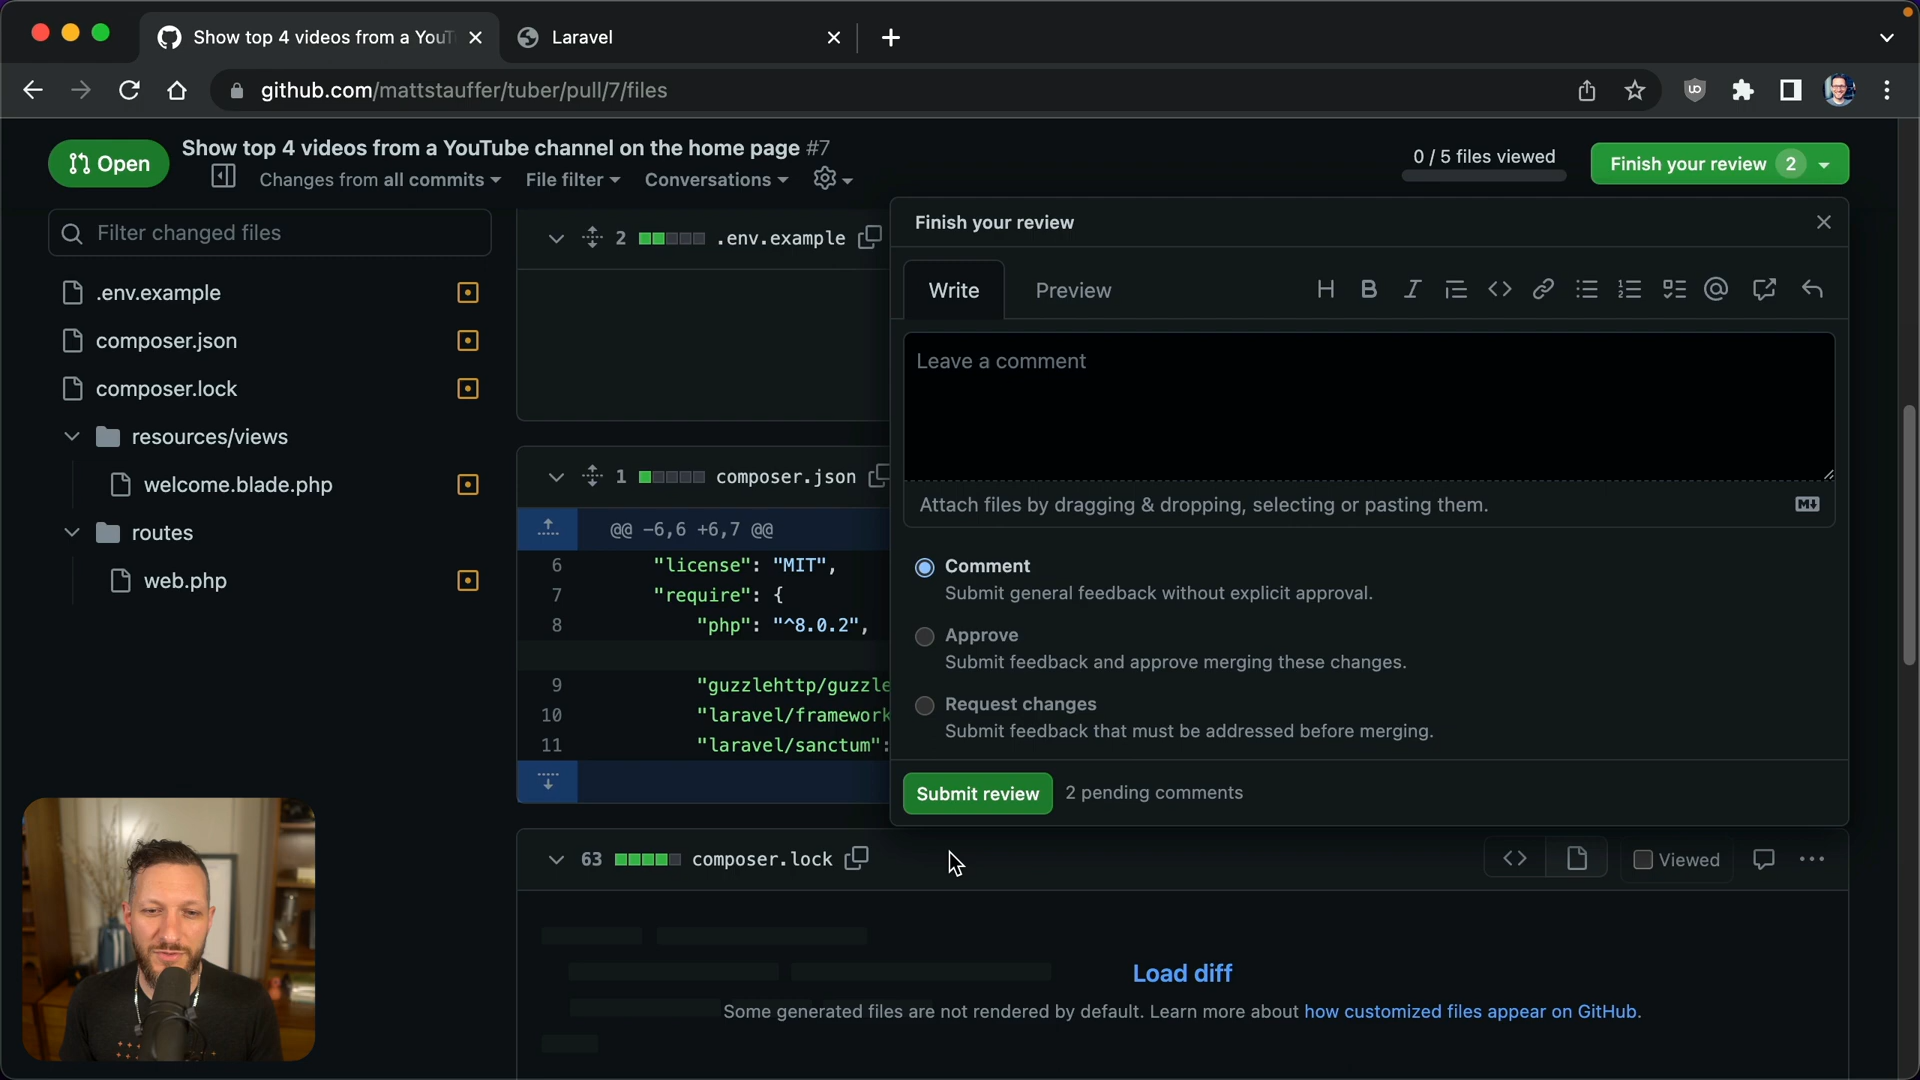 Show top 4 videos from a YouT
Laravel
github.com/mattstauffer/tuber/pull/7/files
Open
Show top 4 videos from a YouTube channel on the home page #7
Changes from all commits
File filter
Conversations
0 / 5 files viewed
Finish your review 2
Filter changed files
.env.example
composer.json
composer.lock
resources/views
welcome.blade.php
routes
web.php
2 .env.example
1 composer.json
@@ -6,6 +6,7 @@
6 "license": "MIT",
7 "require": {
8 "php": "^8.0.2",
9 "guzzlehttp/guzzle
10 "laravel/framework
11 "laravel/sanctum":
Finish your review
Write
Preview
Leave a comment
Attach files by dragging & dropping, selecting or pasting them.
Comment
Submit general feedback without explicit approval.
Approve
Submit feedback and approve merging these changes.
Request changes
Submit feedback that must be addressed before merging.
Submit review
2 pending comments
63 composer.lock
Viewed
Load diff
Some generated files are not rendered by default. Learn more about how customized files appear on GitHub.